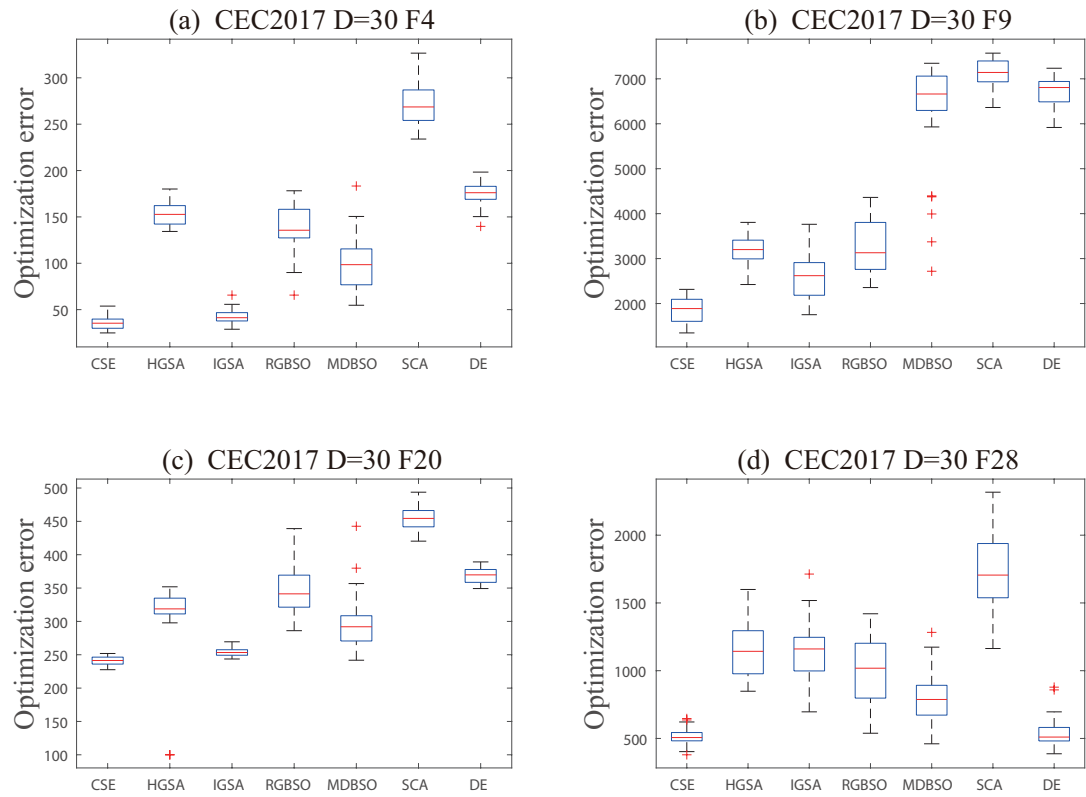 (a) CEC2017 D=30 F4
Optimization error
300
250
200
150
100
50
CSE HGSA IGSA RGBSO MDBSO SCA DE
(b) CEC2017 D=30 F9
Optimization error
7000
6000
5000
4000
3000
2000
CSE HGSA IGSA RGBSO MDBSO SCA DE
(c) CEC2017 D=30 F20
Optimization error
500
450
400
350
300
250
200
150
100
CSE HGSA IGSA RGBSO MDBSO SCA DE
(d) CEC2017 D=30 F28
Optimization error
2000
1500
1000
500
CSE HGSA IGSA RGBSO MDBSO SCA DE